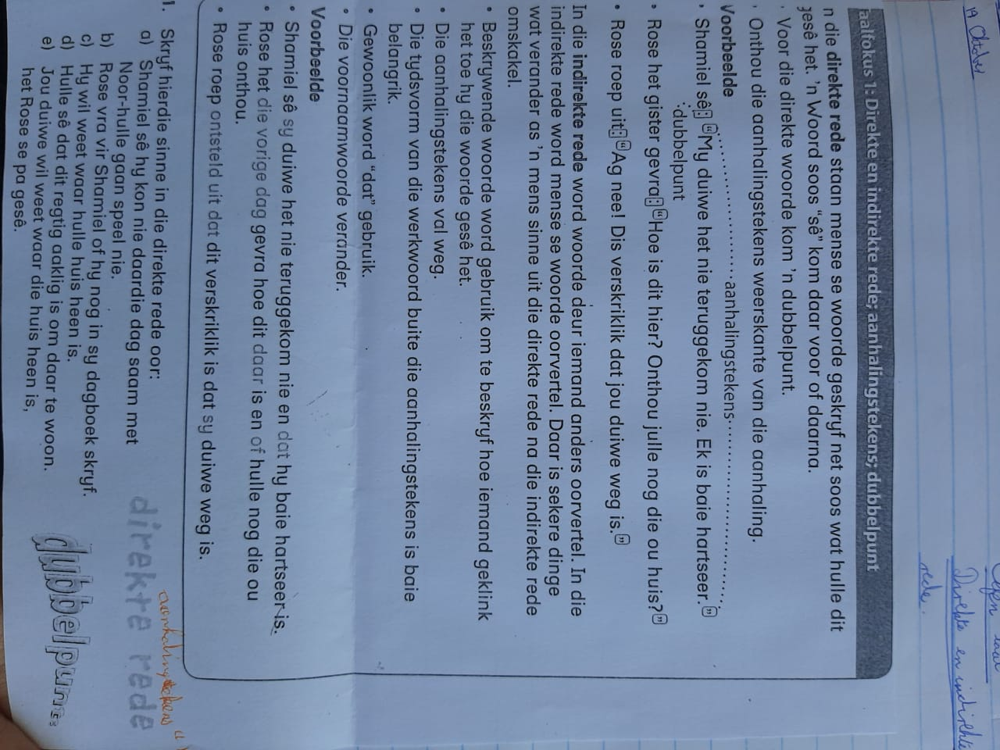 19 October
Direkte en indirekte
rede.
aalfokus 1: Direkte en indirekte rede; aanhalingstekens; dubbelpunt
n die direkte rede staan mense se woorde geskryf net soos wat hulle dit
gesê het. 'n Woord soos "sê" kom daar voor of daarna.
• Voor die direkte woorde kom 'n dubbelpunt.
• Onthou die aanhalingstekens weerskante van die aanhaling.
Voorbeelde
aanhalingstekens
• Shamiel sê: "My duiwe het nie teruggekom nie. Ek is baie hartseer."
dubbelpunt
• Rose het gister gevra: "Hoe is dit hier? Onthou julle nog die ou huis?"
• Rose roep uit: "Ag nee! Dis verskriklik dat jou duiwe weg is."
In die indirekte rede word woorde deur iemand anders oorvertel. In die
indirekte rede word mense se woorde oorvertel. Daar is sekere dinge
wat verander as 'n mens sinne uit die direkte rede na die indirekte rede
omskakel.
• Beskrywende woorde word gebruik om te beskryf hoe iemand geklink
het toe hy die woorde gesê het.
• Die aanhalingstekens val weg.
• Die tydsvorm van die werkwoord buite die aanhalingstekens is baie
belangrik.
• Gewoonlik word "dat" gebruik.
• Die voornaamwoorde verander.
Voorbeelde
• Shamiel sê sy duiwe het nie teruggekom nie en dat hy baie hartseer is.
• Rose het die vorige dag gevra hoe dit daar is en of hulle nog die ou
huis onthou.
• Rose roep ontsteld uit dat dit verskriklik is dat sy duiwe weg is.
1. Skryf hierdie sinne in die direkte rede oor:
a) Shamiel sê hy kon nie daardie dag saam met
Noor-hulle gaan speel nie.
b) Rose vra vir Shamiel of hy nog in sy dagboek skryf.
c) Hy wil weet waar hulle huis heen is.
d) Hulle sê dat dit regtig aaklig is om daar te woon.
e) Jou duiwe wil weet waar die huis heen is,
het Rose se pa gesê.
aanhalingstekens "
direkte rede
dubbelpunt